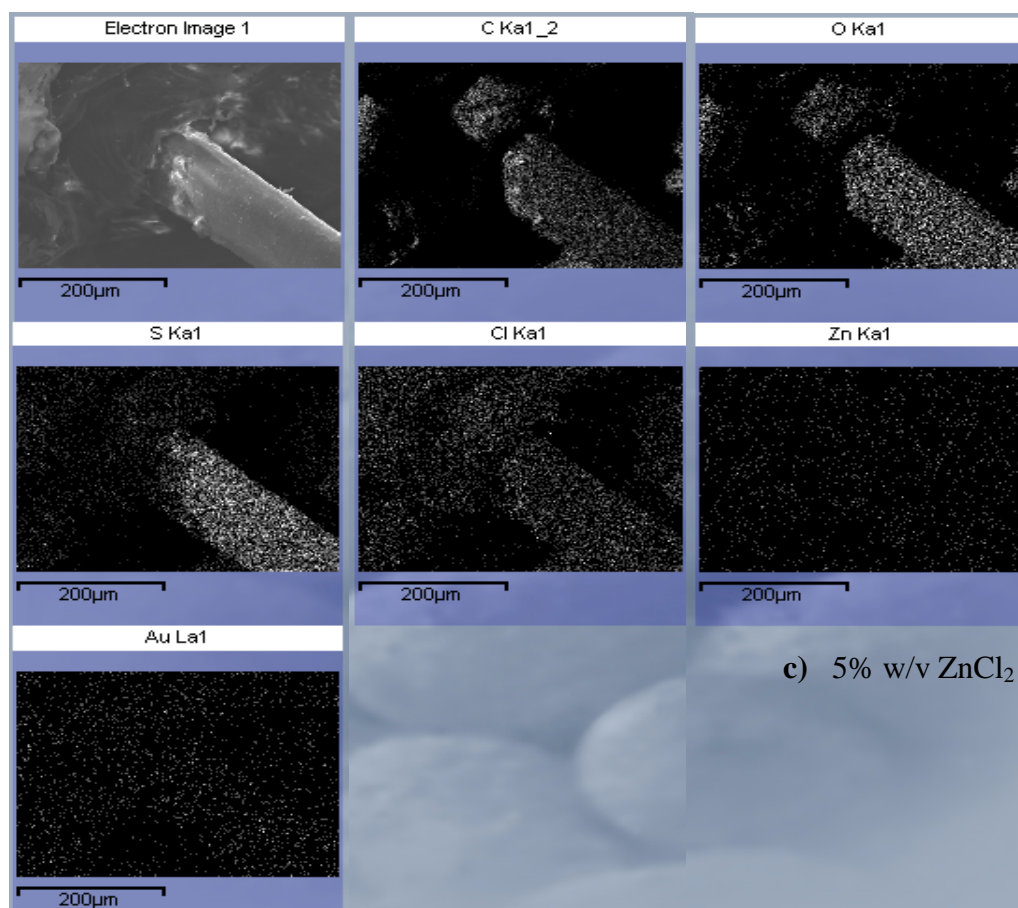 Electron Image 1
C Ka1_2
O Ka1
200µm
200µm
200µm
S Ka1
Cl Ka1
Zn Ka1
200µm
200µm
200µm
Au La1
c) 5% w/v ZnCl₂
200µm